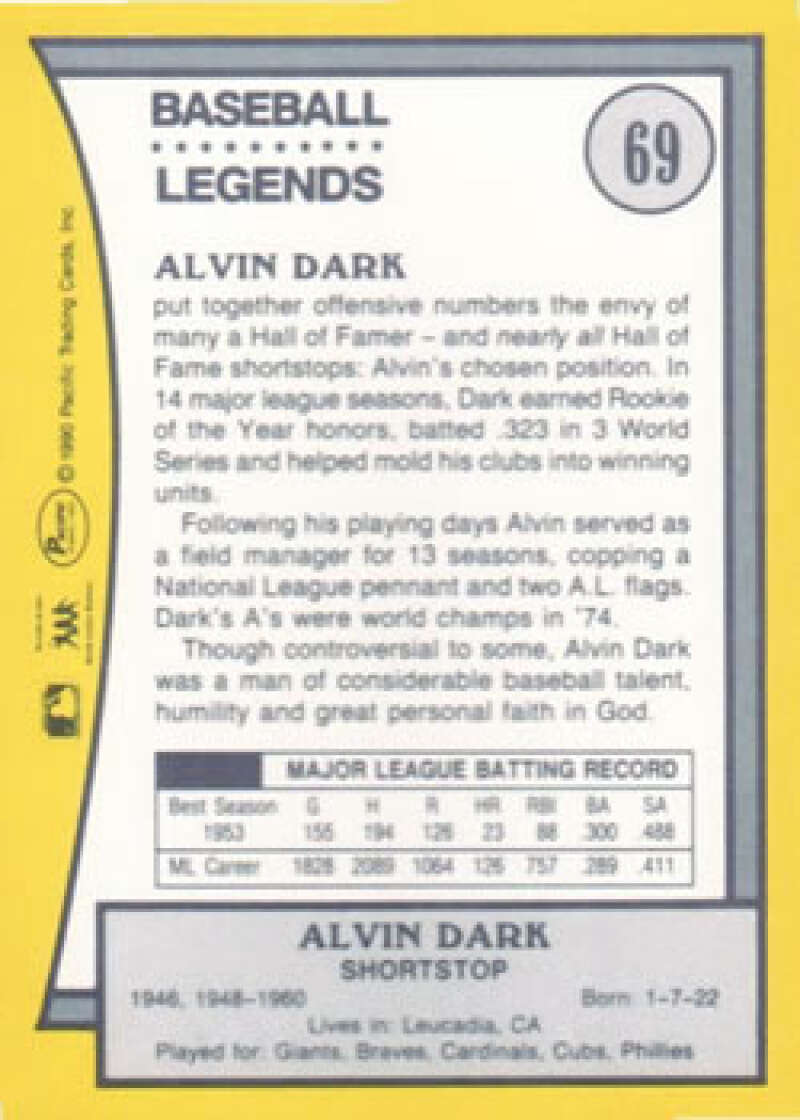 BASEBALL
LEGENDS
69
ALVIN DARK
put together offensive numbers the envy of
many a Hall of Famer – and nearly all Hall of
Fame shortstops: Alvin's chosen position. In
14 major league seasons, Dark earned Rookie
of the Year honors, batted .323 in 3 World
Series and helped mold his clubs into winning
units.
Following his playing days Alvin served as
a field manager for 13 seasons, copping a
National League pennant and two A.L. flags.
Dark's A's were world champs in '74.
Though controversial to some, Alvin Dark
was a man of considerable baseball talent,
humility and great personal faith in God.
MAJOR LEAGUE BATTING RECORD
Best Season G H R HR RBI BA SA
1953 155 194 126 23 88 .300 .488
ML Career 1828 2089 1064 126 757 .289 .411
ALVIN DARK
SHORTSTOP
1946, 1948–1960 Born: 1-7-22
Lives in: Leucadia, CA
Played for: Giants, Braves, Cardinals, Cubs, Phillies
© 1990 Pacific Trading Cards, Inc.
Pacific